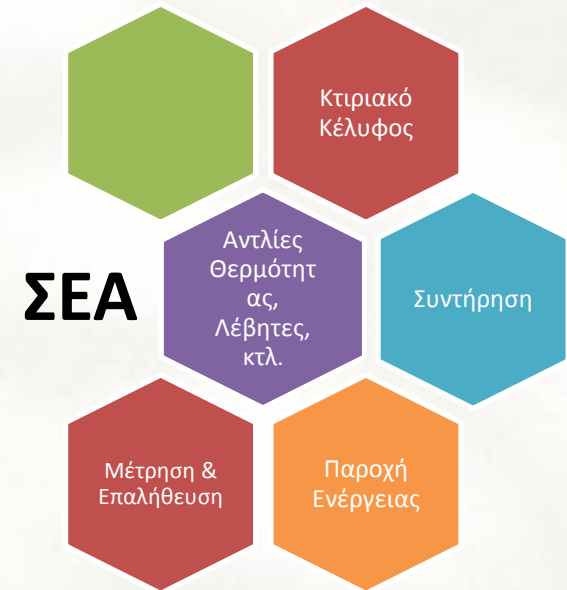 Κτιριακό
Κέλυφος
Αντλίες
Θερμότητ
ας,
Λέβητες,
κτλ.
ΣΕΑ
Συντήρηση
Μέτρηση &
Επαλήθευση
Παροχή
Ενέργειας